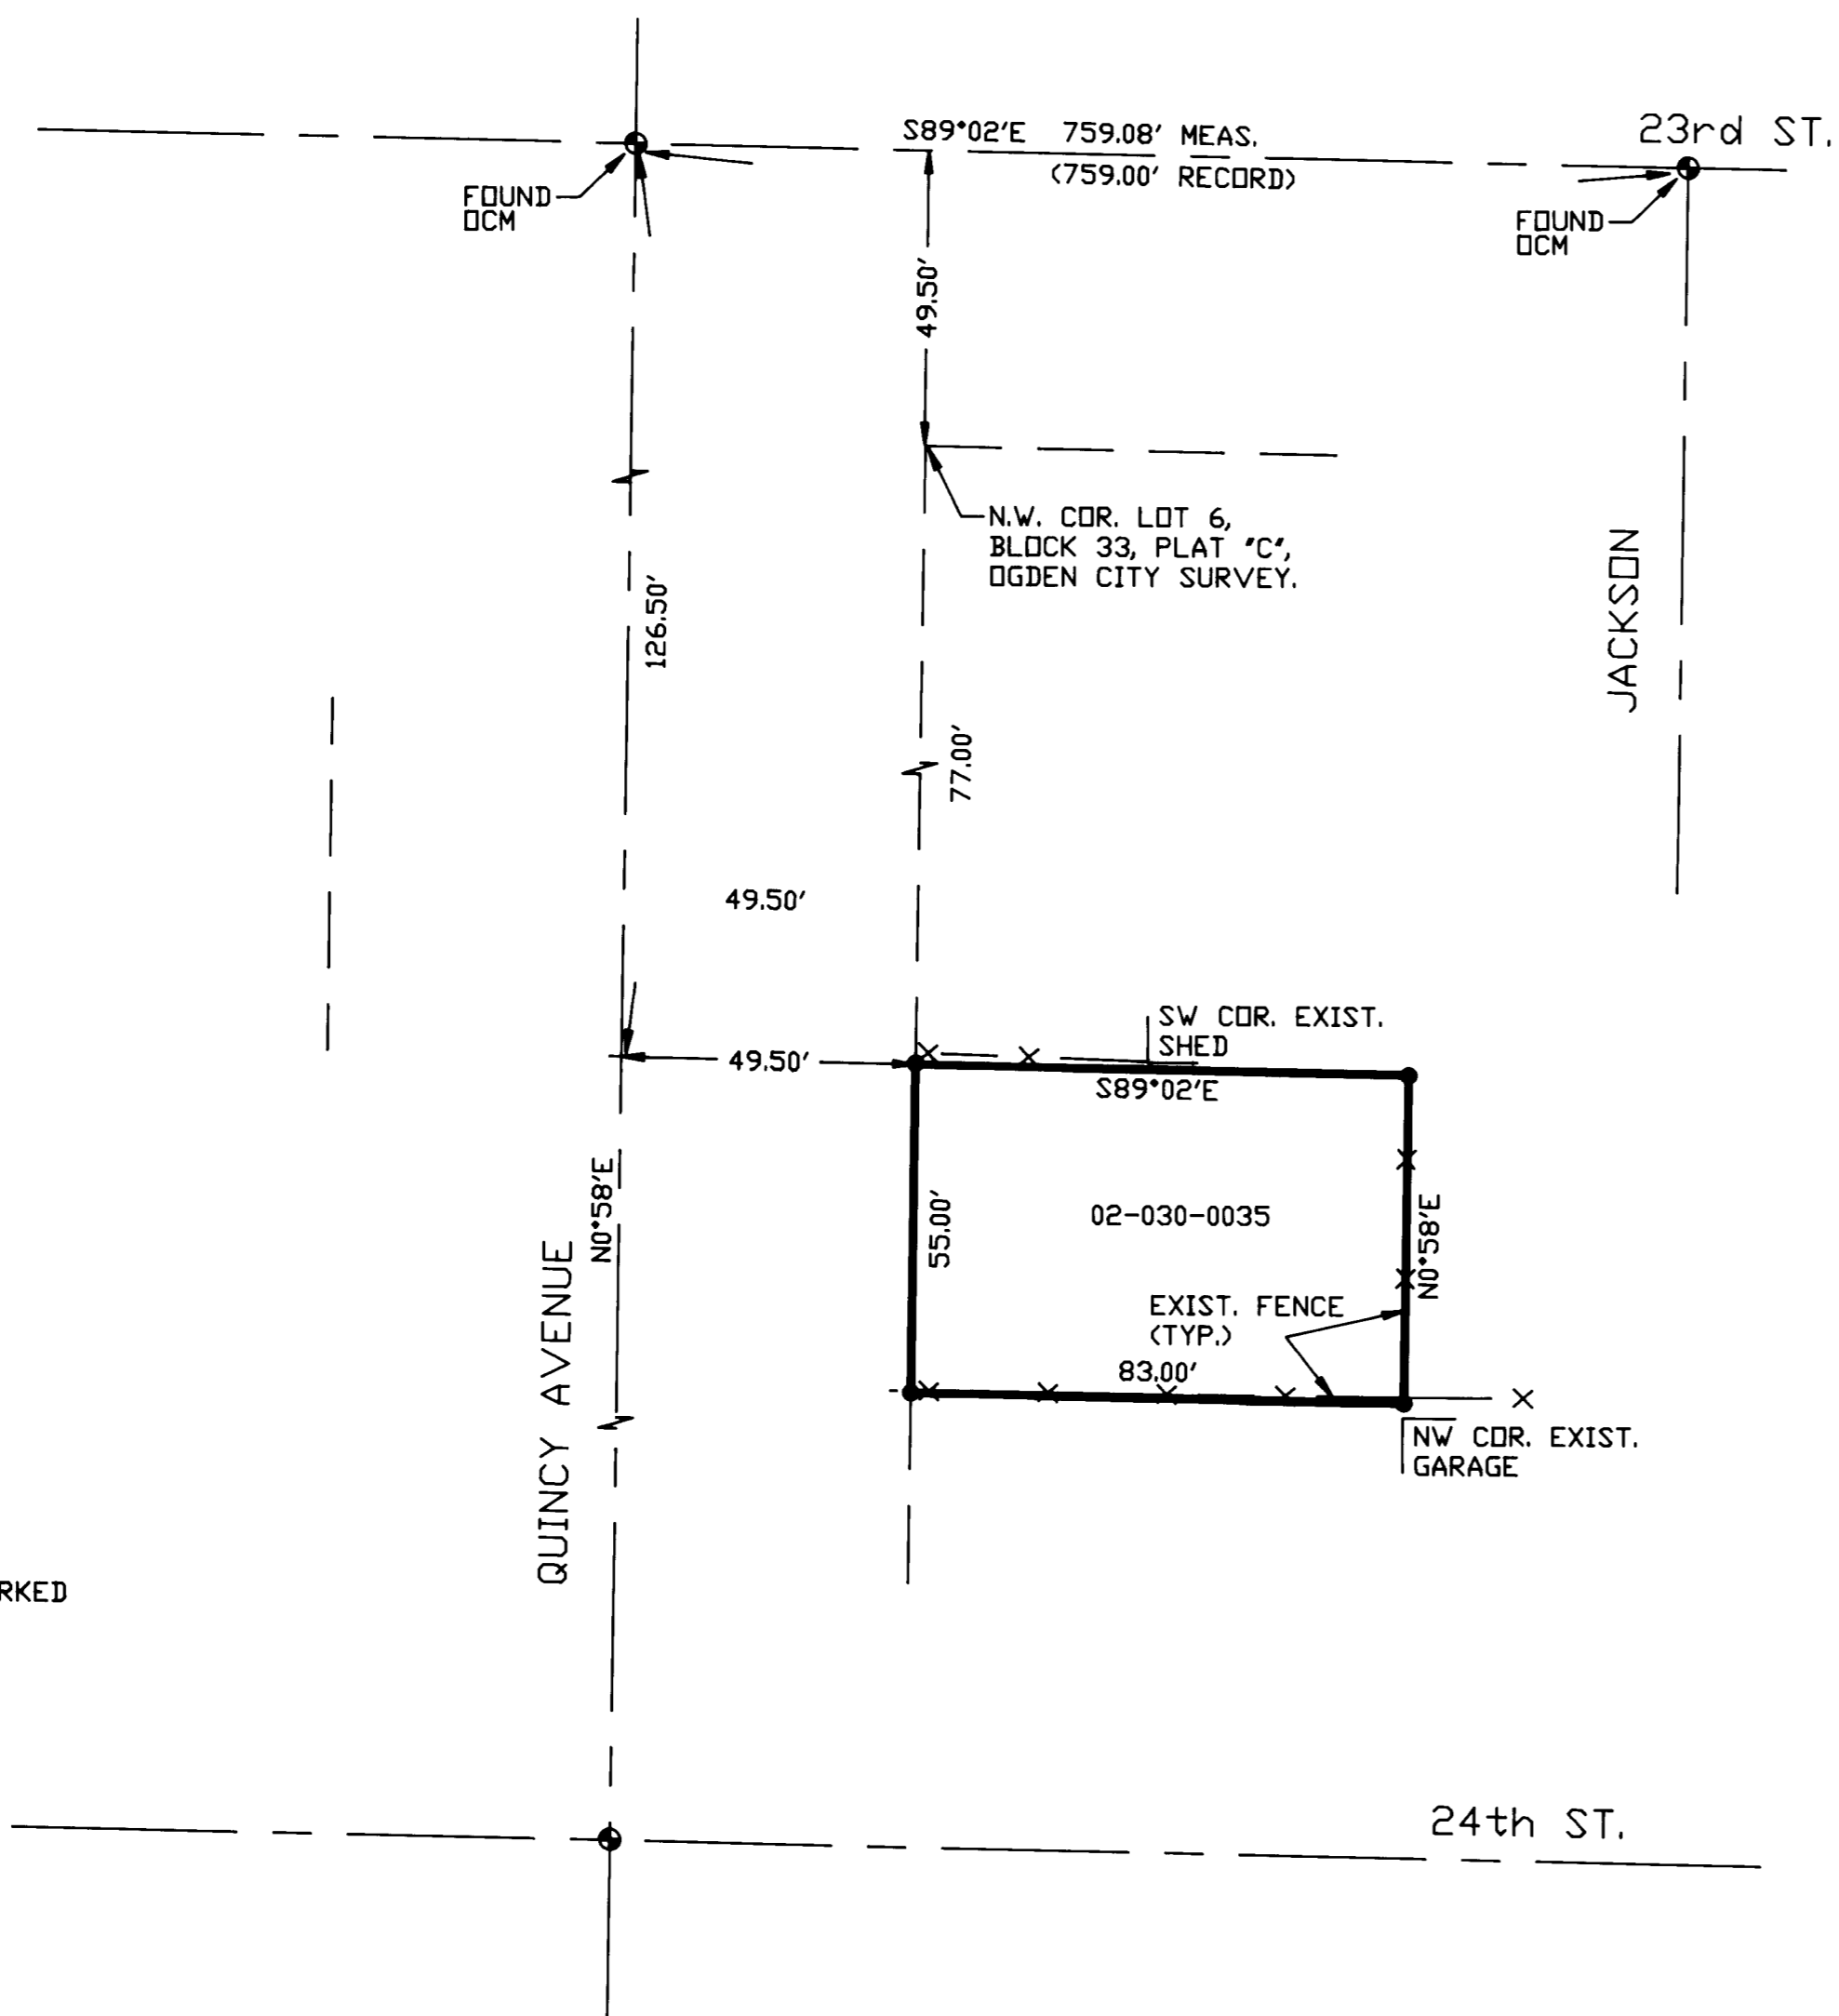 S89°02'E 759.08' MEAS.
(759.00' RECORD)
23rd ST.
FOUND
OCM
FOUND
OCM
49.50'
N.W. COR. LOT 6,
BLOCK 33, PLAT "C",
OGDEN CITY SURVEY.
JACKSON
126.50'
77.00'
49.50'
49.50'
SW COR. EXIST.
SHED
S89°02'E
N0°58'E
55.00'
02-030-0035
N0°58'E
QUINCY AVENUE
EXIST. FENCE
(TYP.)
83.00'
NW COR. EXIST.
GARAGE
RKED
24th ST.